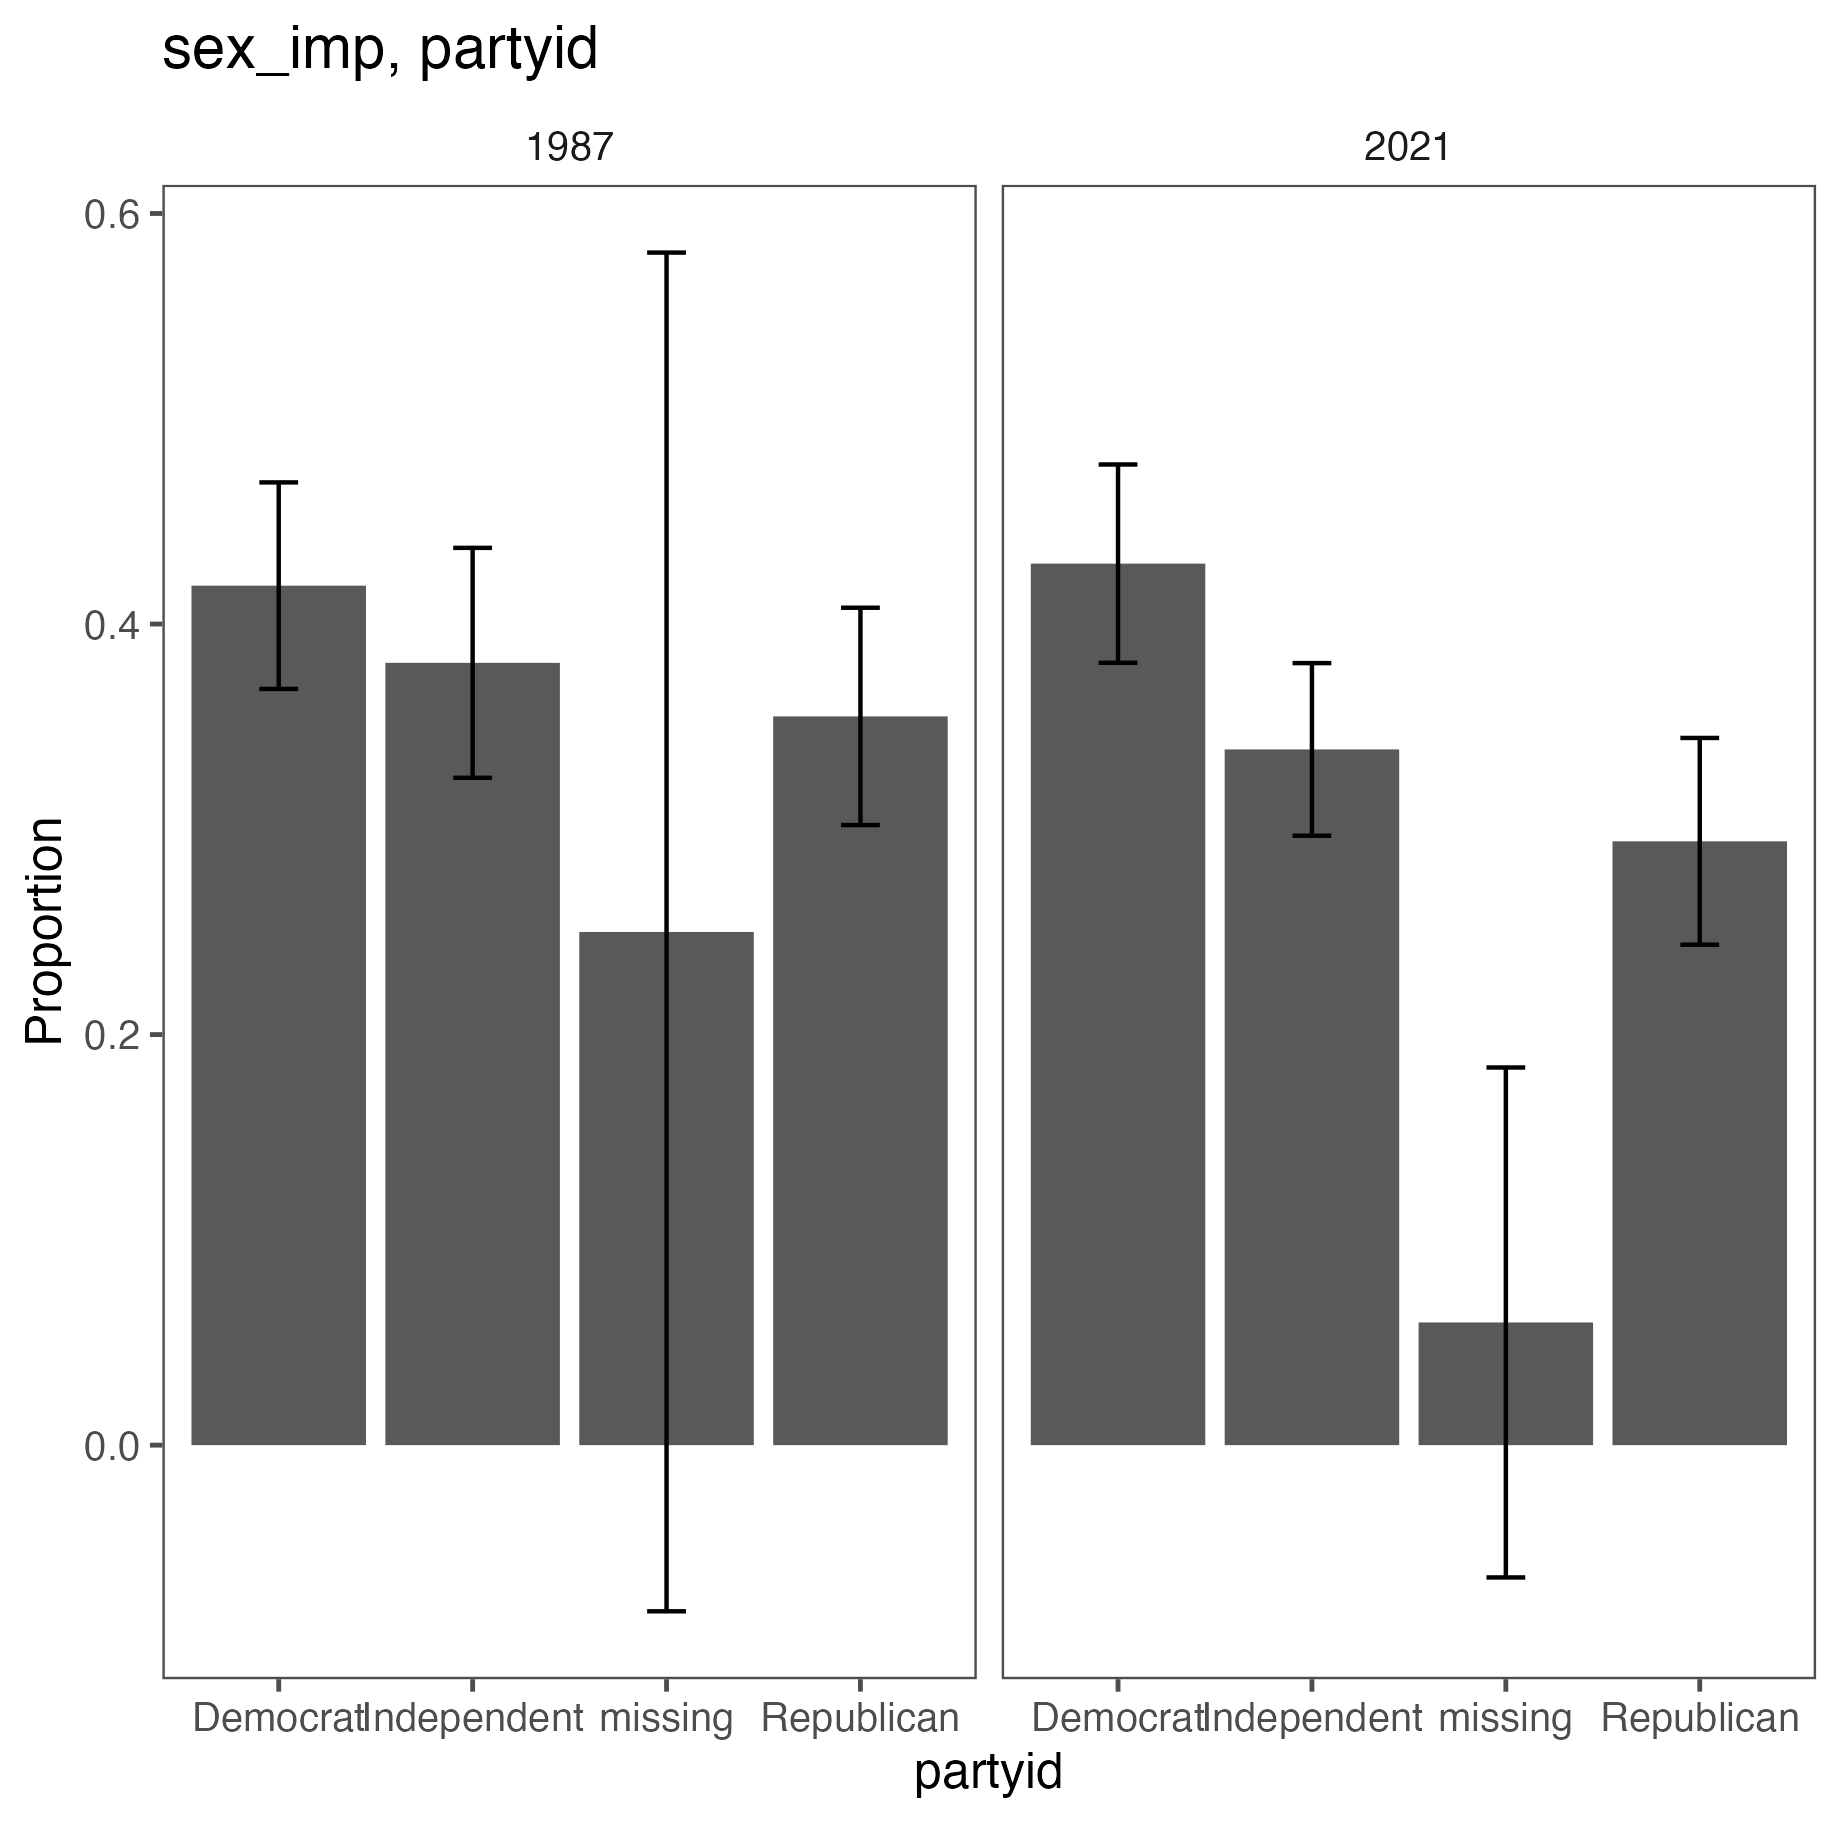 sex_imp, partyid
1987 2021
0.6
0.4
0.2
0.0
Proportion
Democrat Independent missing Republican Democrat Independent missing Republican
partyid